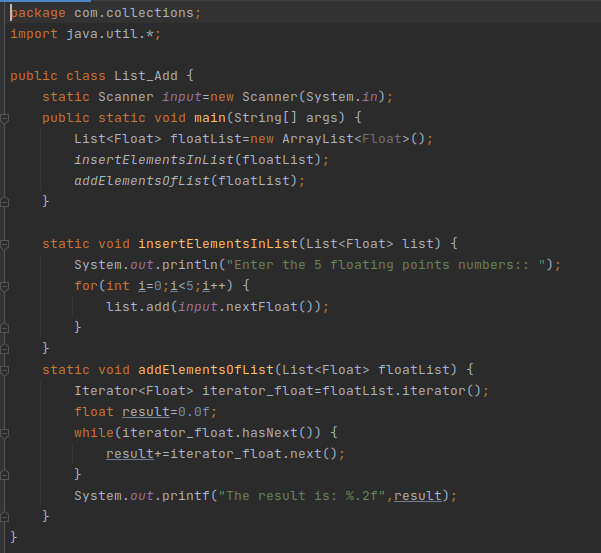 package com.collections;
import java.util.*;

public class List_Add {
    static Scanner input=new Scanner(System.in);
    public static void main(String[] args) {
        List<Float> floatList=new ArrayList<Float>();
        insertElementsInList(floatList);
        addElementsOfList(floatList);
    }

    static void insertElementsInList(List<Float> list) {
        System.out.println("Enter the 5 floating points numbers:: ");
        for(int i=0;i<5;i++) {
            list.add(input.nextFloat());
        }
    }
    static void addElementsOfList(List<Float> floatList) {
        Iterator<Float> iterator_float=floatList.iterator();
        float result=0.0f;
        while(iterator_float.hasNext()) {
            result+=iterator_float.next();
        }
        System.out.printf("The result is: %.2f",result);
    }
}